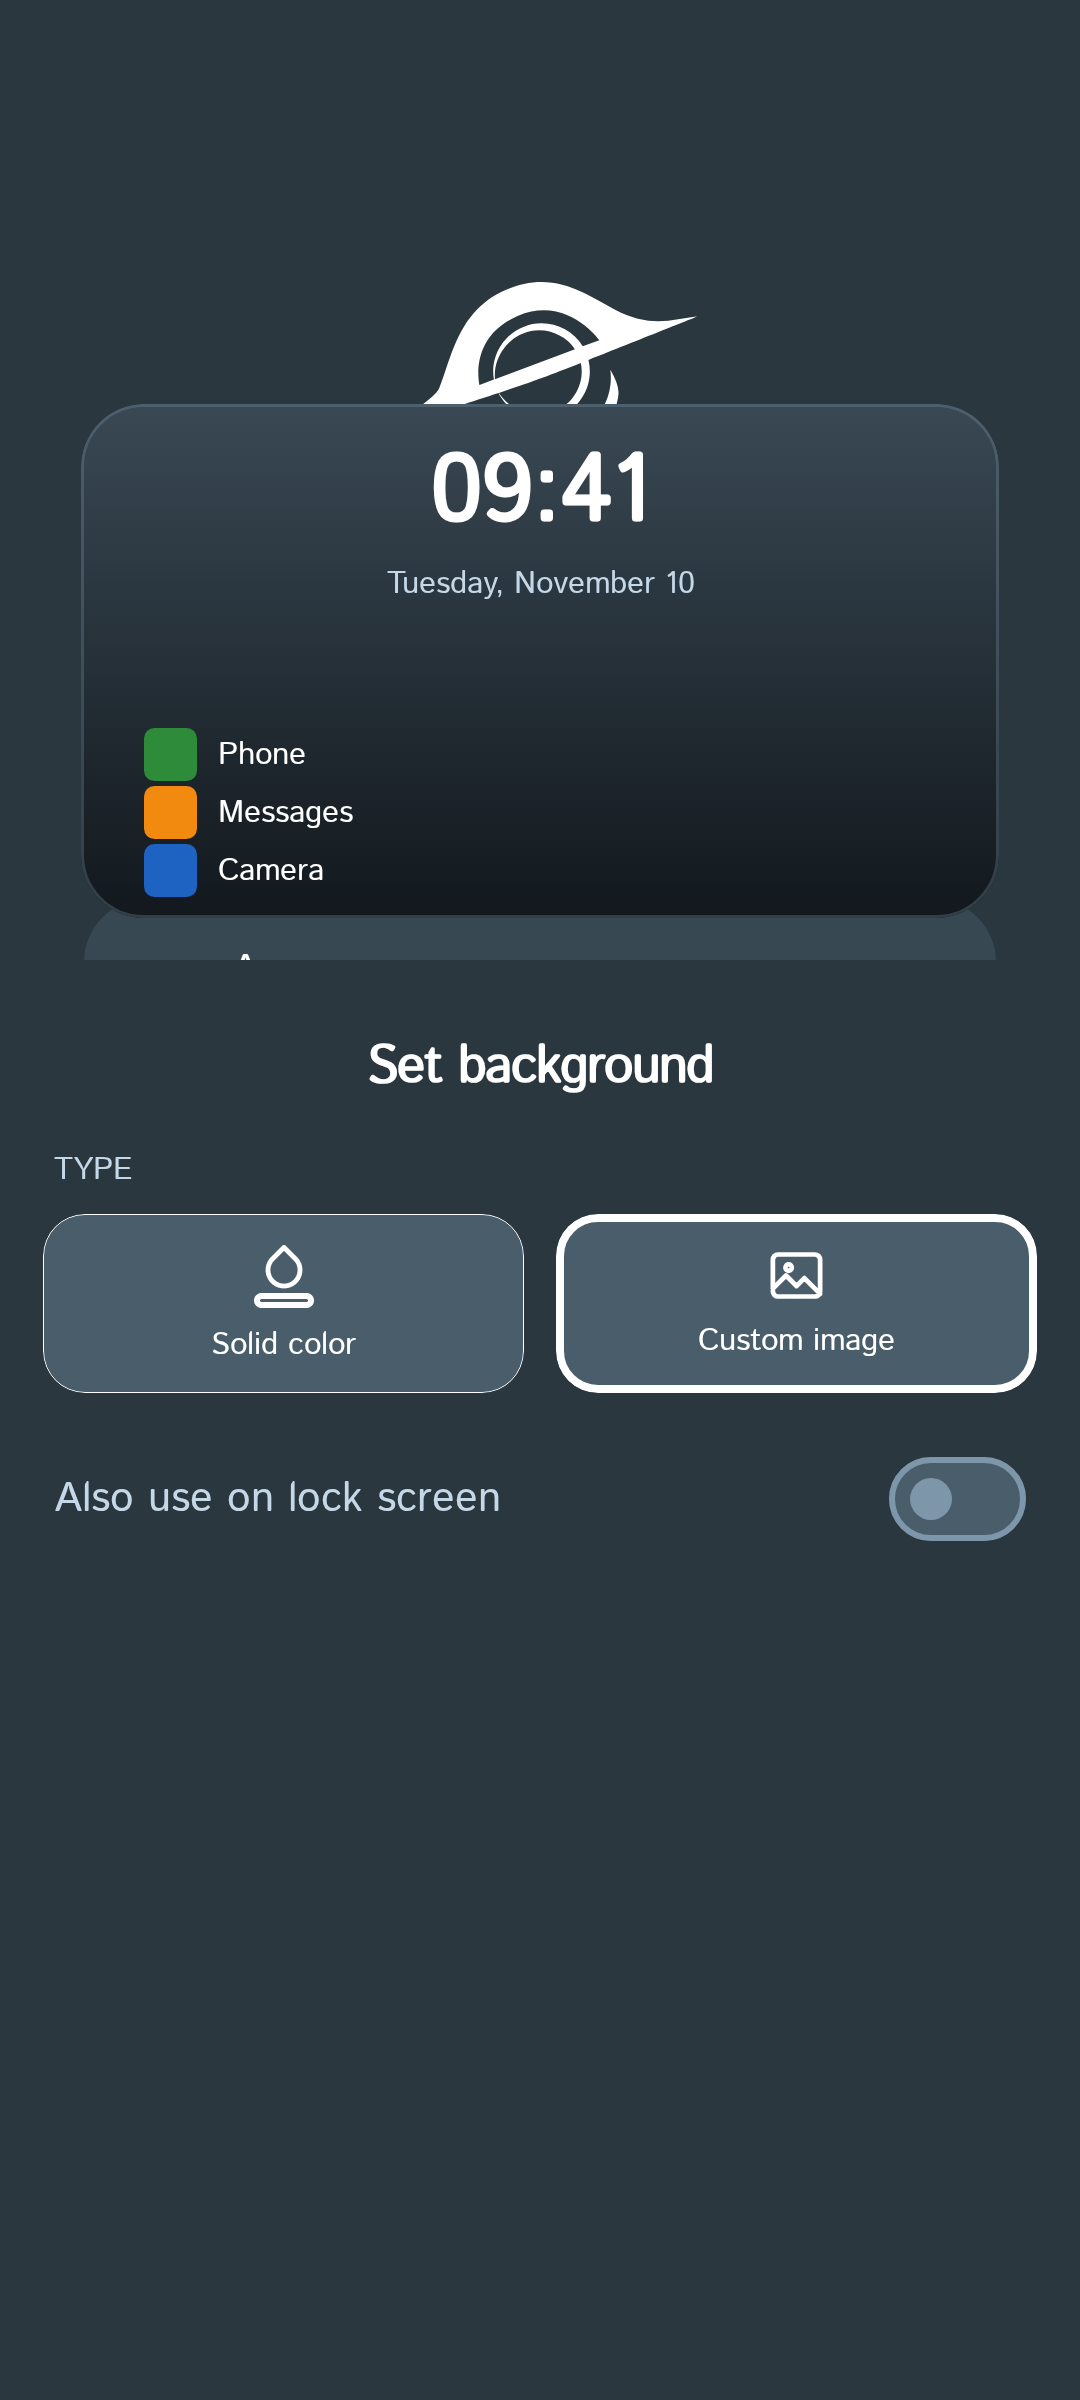 09:41
Tuesday, November 10
Phone
Messages
Camera
Set background
TYPE
Solid color
Custom image
Also use on lock screen